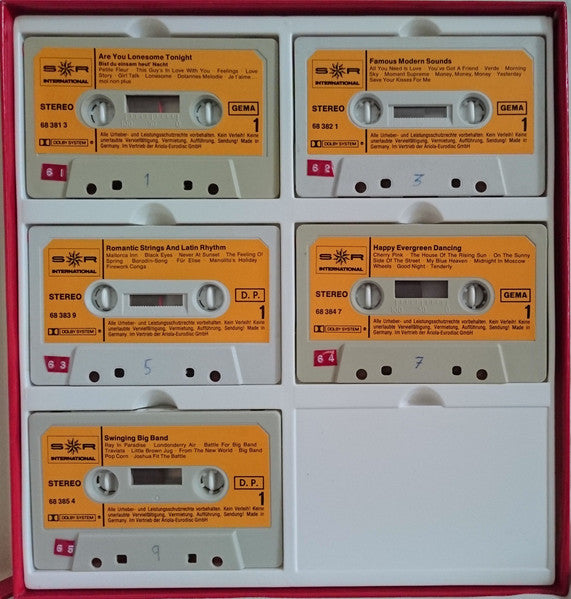 Are You Lonesome Tonight
Bist du einsam heut' Nacht
Petite Fleur · This Guy's In Love With You · Feelings · Love
Story · Girl Talk · Lonesome · Dolannes Melodie · Je t'aime...
moi non plus
S R
INTERNATIONAL
STEREO
68 381 3
GEMA
1
DOLBY SYSTEM
Alle Urheber- und Leistungsschutzrechte vorbehalten. Kein Verleih! Keine
unerlaubte Vervielfältigung, Vermietung, Aufführung, Sendung! Made in
Germany. Im Vertrieb der Ariola-Eurodisc GmbH
61
1
Famous Modern Sounds
All You Need Is Love · You've Got A Friend · Verde · Morning
Sky · Moment Supreme · Money, Money, Money · Yesterday
Save Your Kisses For Me
S R
INTERNATIONAL
STEREO
68 382 1
GEMA
1
DOLBY SYSTEM
Alle Urheber- und Leistungsschutzrechte vorbehalten. Kein Verleih! Keine
unerlaubte Vervielfältigung, Vermietung, Aufführung, Sendung! Made in
Germany. Im Vertrieb der Ariola-Eurodisc GmbH
62
3
Romantic Strings And Latin Rhythm
Mallorca Inn · Black Eyes · Never At Sunset · The Feeling Of
Spring · Borodin-Song · Für Elise · Manolito's Holiday
Firework Conga
S R
INTERNATIONAL
STEREO
68 383 9
D. P.
1
DOLBY SYSTEM
Alle Urheber- und Leistungsschutzrechte vorbehalten. Kein Verleih! Keine
unerlaubte Vervielfältigung, Vermietung, Aufführung, Sendung! Made in
Germany. Im Vertrieb der Ariola-Eurodisc GmbH
63
5
Happy Evergreen Dancing
Cherry Pink · The House Of The Rising Sun · On The Sunny
Side Of The Street · My Blue Heaven · Midnight In Moscow
Wheels · Good Night · Tenderly
S R
INTERNATIONAL
STEREO
68 384 7
GEMA
1
DOLBY SYSTEM
Alle Urheber- und Leistungsschutzrechte vorbehalten. Kein Verleih! Keine
unerlaubte Vervielfältigung, Vermietung, Aufführung, Sendung! Made in
Germany. Im Vertrieb der Ariola-Eurodisc GmbH
64
7
Swinging Big Band
Ray In Paradise · Londonderry Air · Battle For Big Band
Traviata · Little Brown Jug · From The New World · Big Band
Pop Corn · Joshua Fit The Battle
S R
INTERNATIONAL
STEREO
68 385 4
D. P.
1
DOLBY SYSTEM
Alle Urheber- und Leistungsschutzrechte vorbehalten. Kein Verleih! Keine
unerlaubte Vervielfältigung, Vermietung, Aufführung, Sendung! Made in
Germany. Im Vertrieb der Ariola-Eurodisc GmbH
65
9